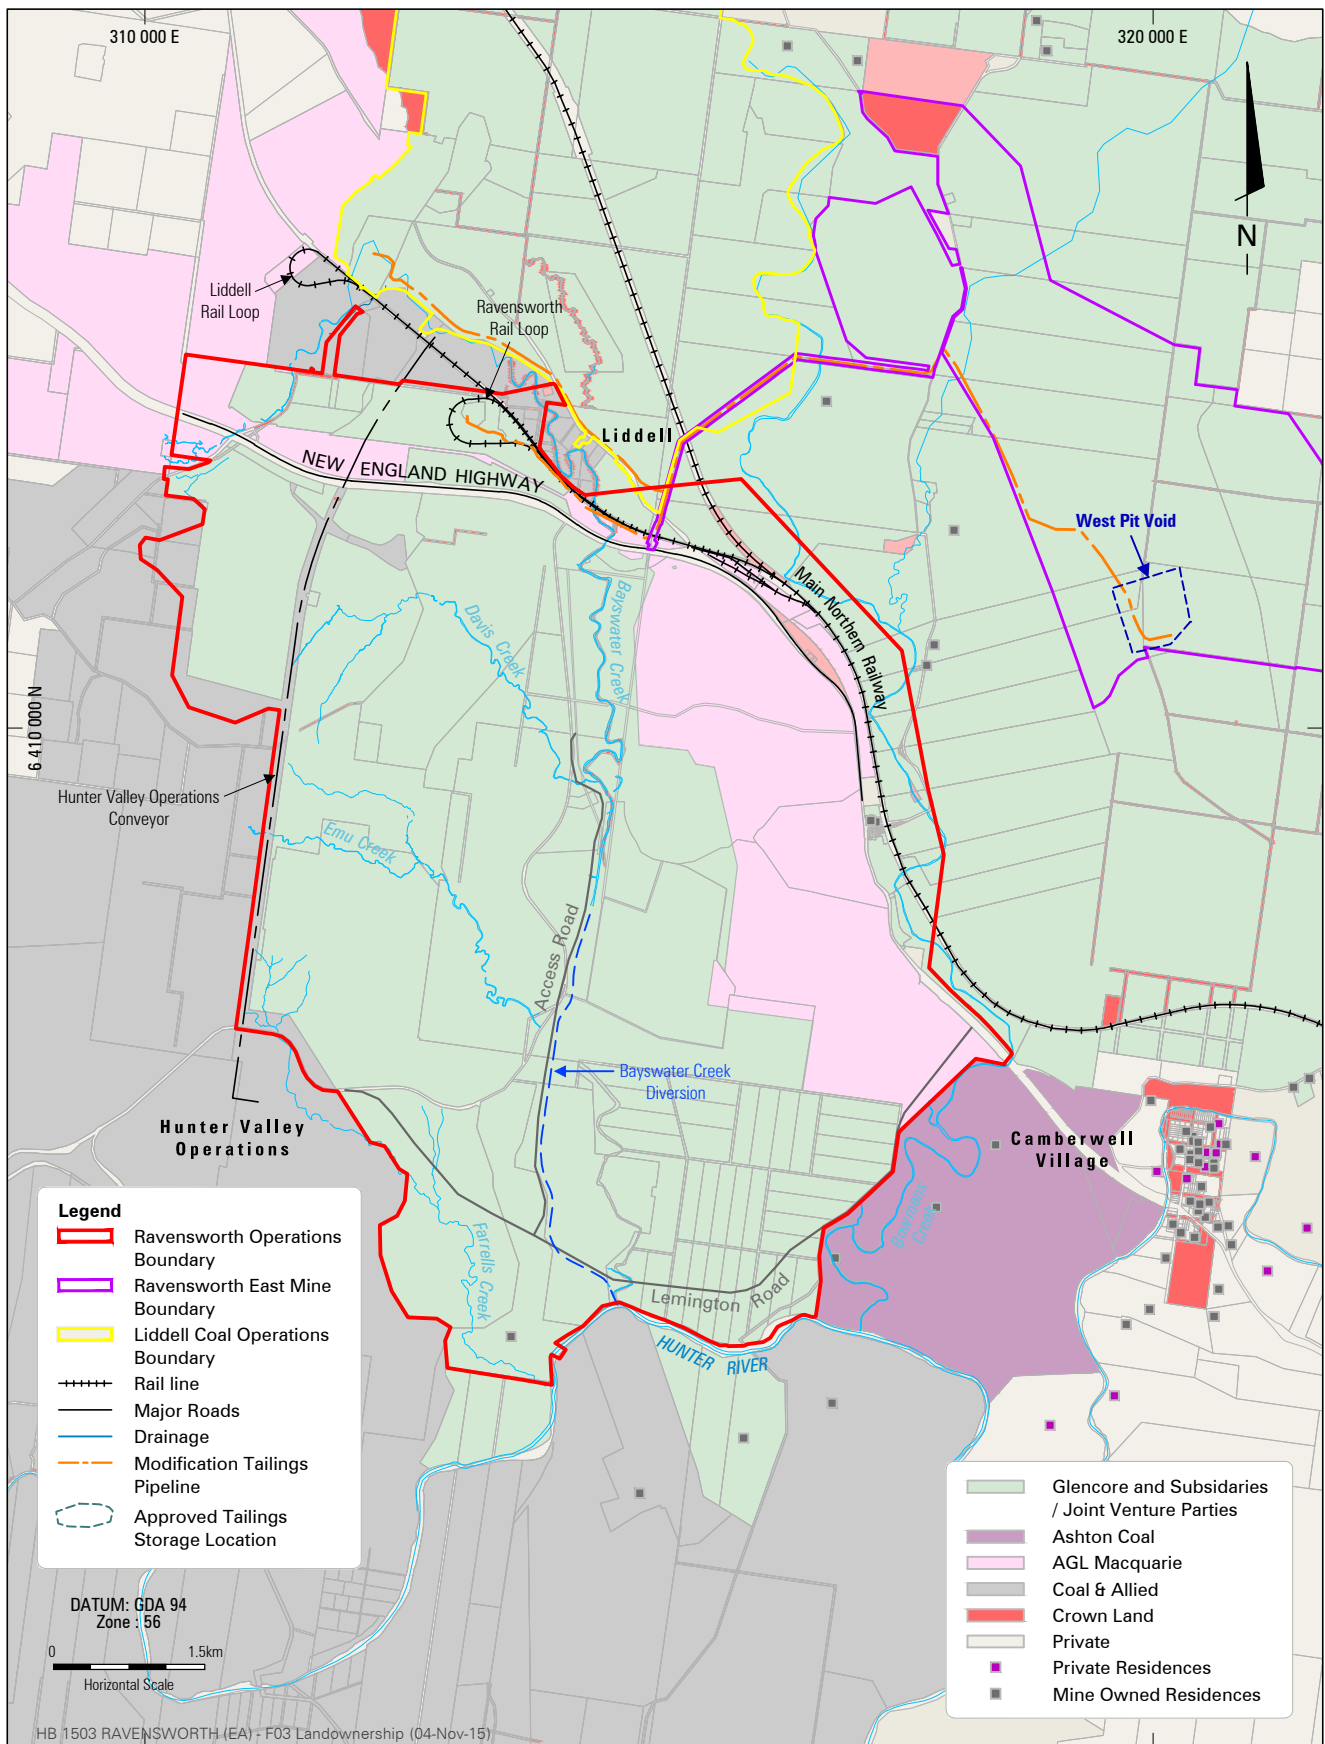 310 000 E
320 000 E
N
Liddell
Rail Loop
Ravensworth
Rail Loop
Liddell
NEW ENGLAND HIGHWAY
West Pit Void
Main Northern Railway
Davis Creek
Bayswater Creek
6 410 000 N
Hunter Valley Operations
Conveyor
Emu Creek
Access Road
Bayswater Creek
Diversion
Hunter Valley
Operations
Camberwell
Village
Bowmans
Creek
Farrells Creek
Lemington Road
HUNTER RIVER
Legend
Ravensworth Operations
Boundary
Ravensworth East Mine
Boundary
Liddell Coal Operations
Boundary
Rail line
Major Roads
Drainage
Modification Tailings
Pipeline
Approved Tailings
Storage Location
Glencore and Subsidaries
/ Joint Venture Parties
Ashton Coal
AGL Macquarie
Coal & Allied
Crown Land
Private
Private Residences
Mine Owned Residences
DATUM: GDA 94
Zone : 56
0 1.5km
Horizontal Scale
HB 1503 RAVENSWORTH (EA) - F03 Landownership (04-Nov-15)